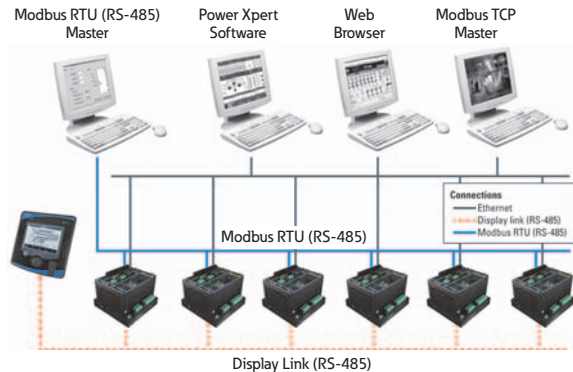 Modbus RTU (RS-485)
Master
Power Xpert
Software
Web
Browser
Modbus TCP
Master
Connections
Ethernet
Display link (RS-485)
Modbus RTU (RS-485)
Modbus RTU (RS-485)
Display Link (RS-485)